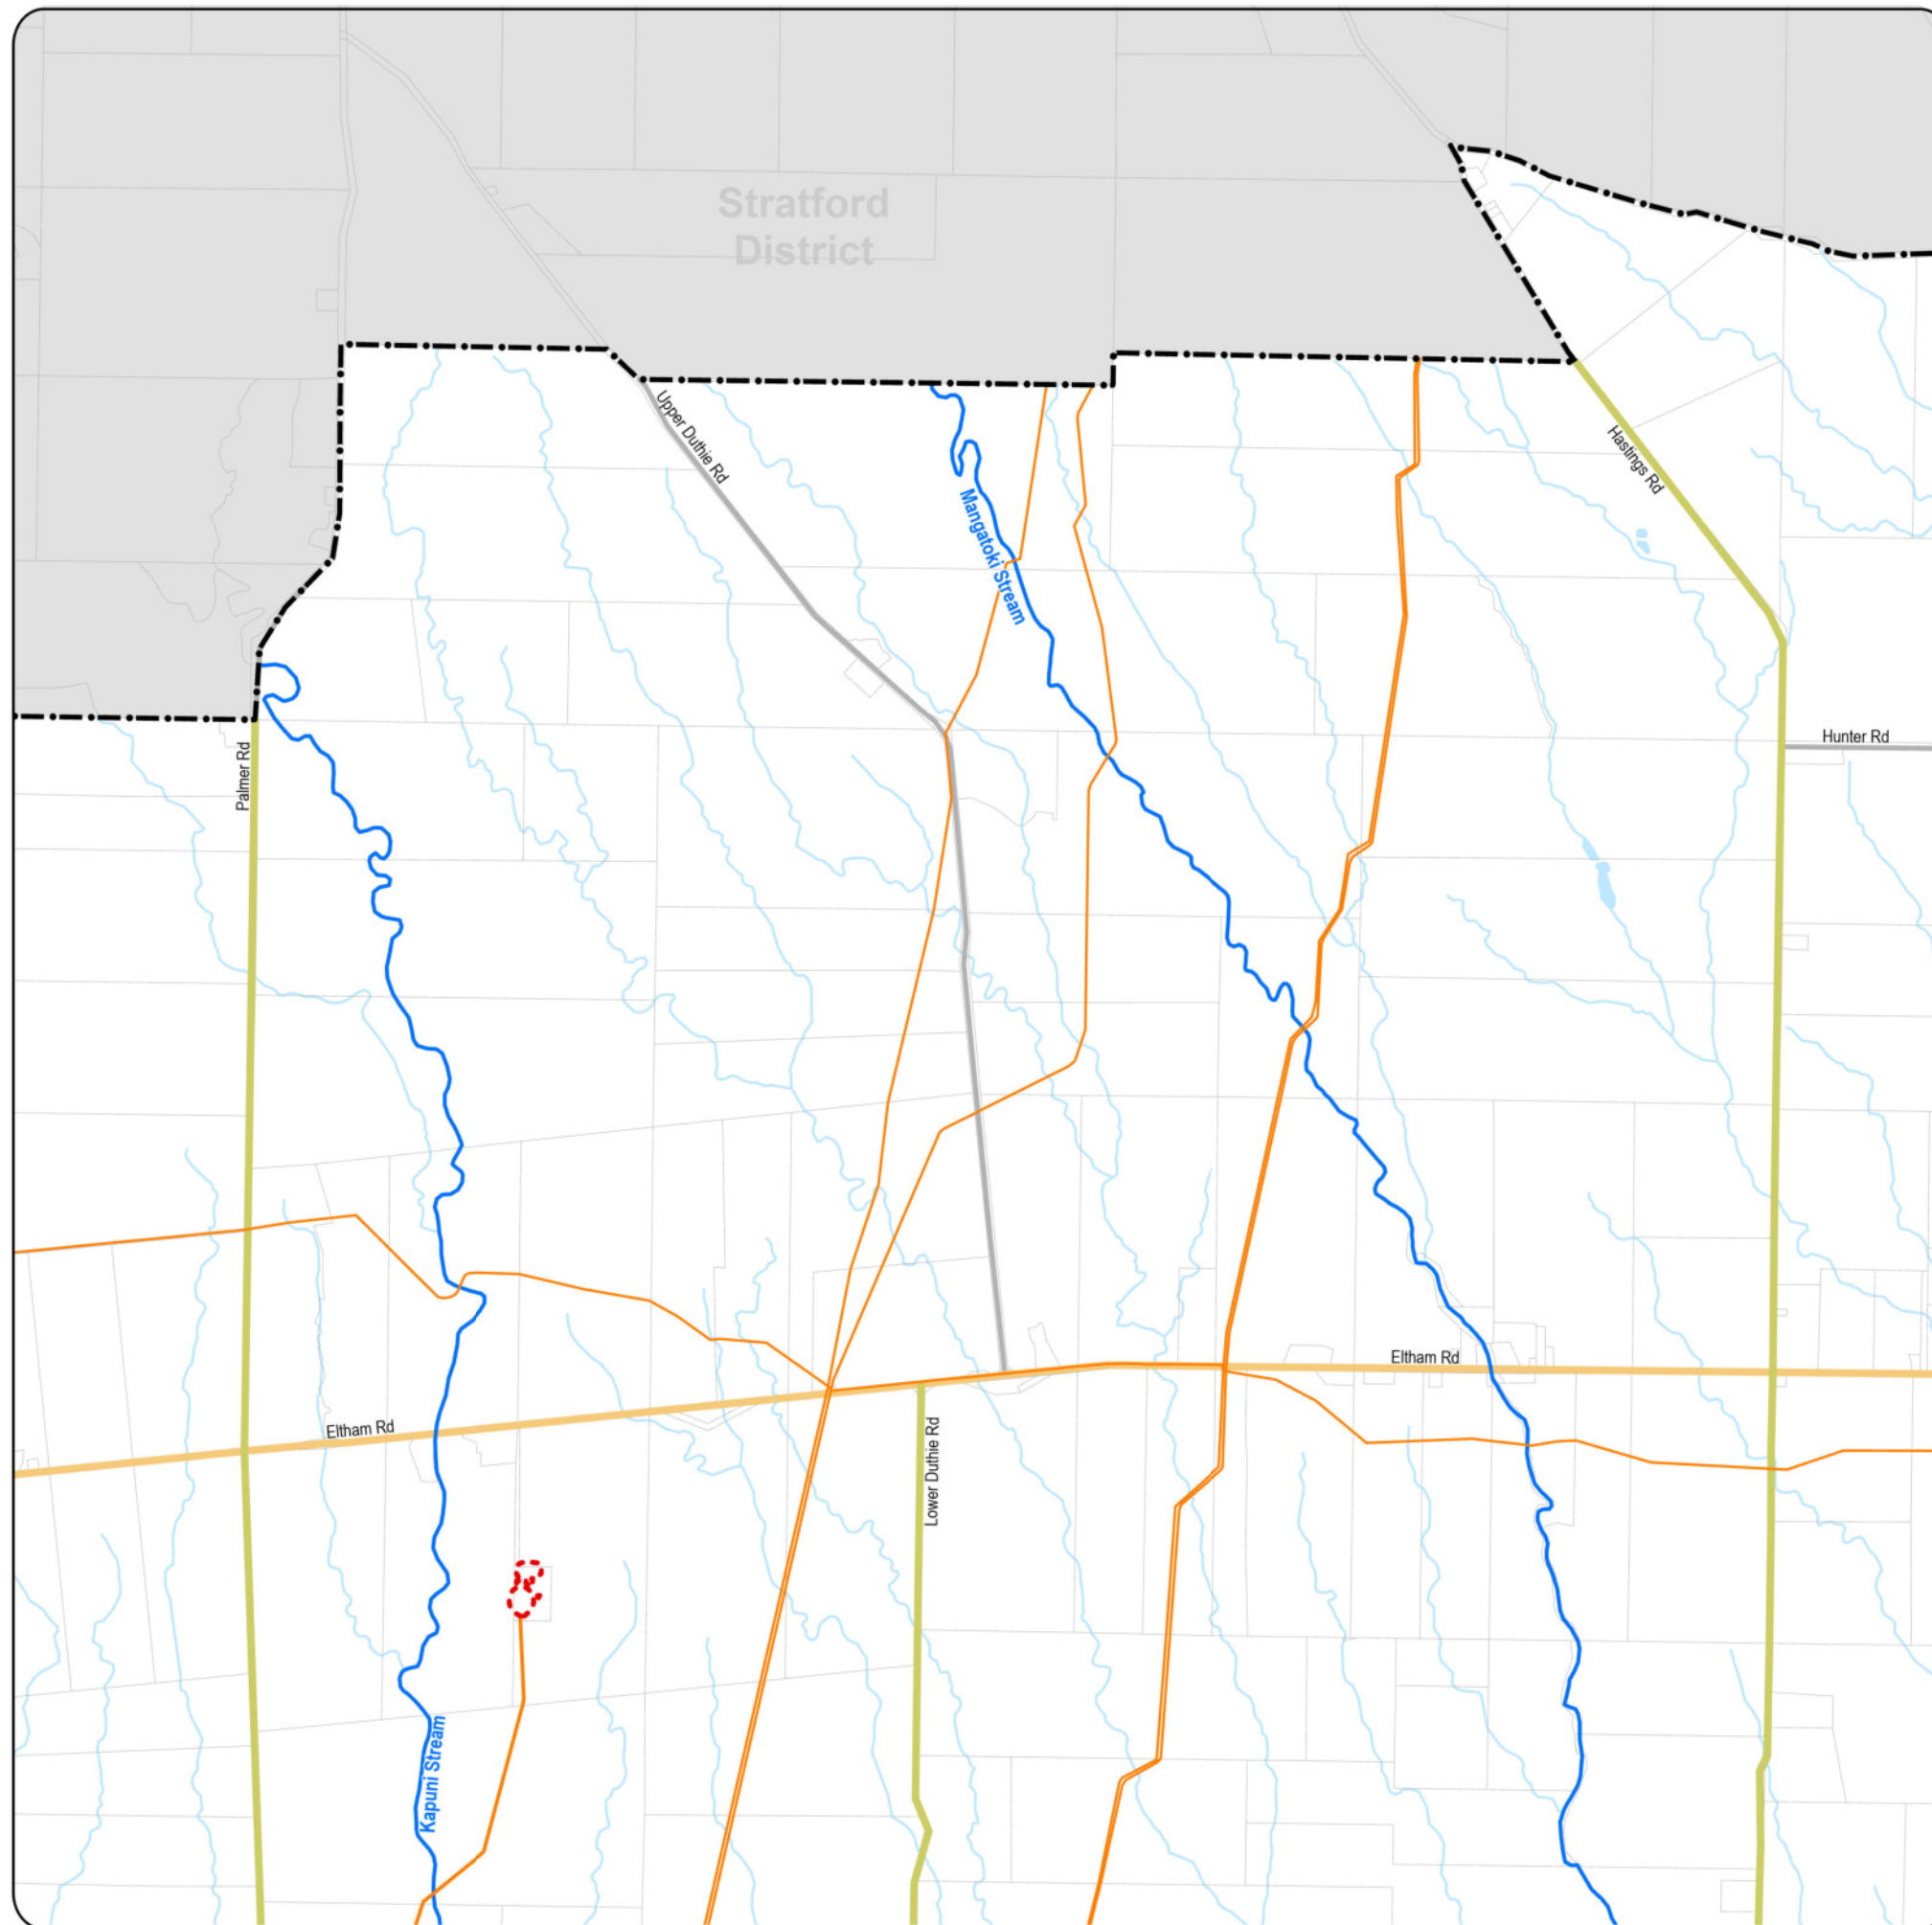 Stratford
District
Upper Duthie Rd
Hastings Rd
Mangatoki Stream
Hunter Rd
Palmer Rd
Eltham Rd
Eltham Rd
Lower Duthie Rd
Kapuni Stream